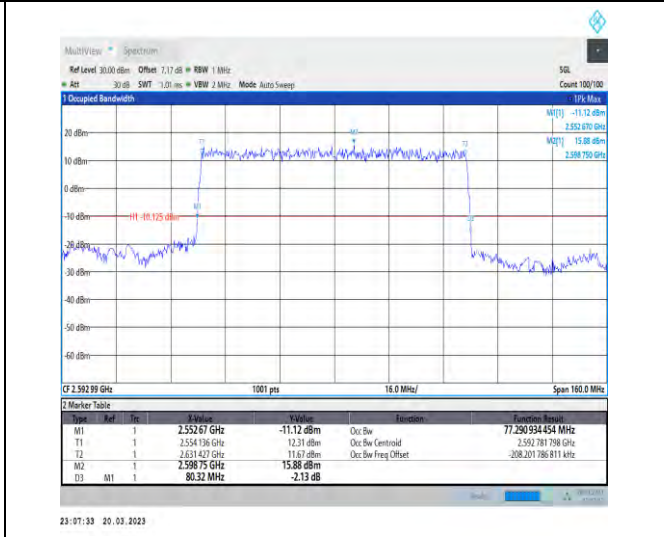 MultiView Spectrum
Ref Level 30.00 dBm Offset 7.17 dB RBW 1 MHz SGL
Att 30 dB SWT 1.01 ms VBW 2 MHz Mode Auto Sweep Count 100/100
1 Occupied Bandwidth 1Pk Max
M1[1] -11.12 dBm
2.552 670 GHz
M2[1] 15.88 dBm
2.598 750 GHz
20 dBm
M2
T1
T2
10 dBm
0 dBm
M1
-10 dBm
H1 -10.125 dBm
-20 dBm
-30 dBm
-40 dBm
-50 dBm
-60 dBm
CF 2.592 99 GHz 1001 pts 16.0 MHz/ Span 160.0 MHz
2 Marker Table
Type Ref Trc X-Value Y-Value Function Function Result
M1 1 2.552 67 GHz -11.12 dBm Occ Bw 77.290 934 454 MHz
T1 1 2.554 136 GHz 12.31 dBm Occ Bw Centroid 2.592 781 798 GHz
T2 1 2.631 427 GHz 11.67 dBm Occ Bw Freq Offset -208.201 786 811 kHz
M2 1 2.598 75 GHz 15.88 dBm
D3 M1 1 80.32 MHz -2.13 dB
23:07:33 20.03.2023